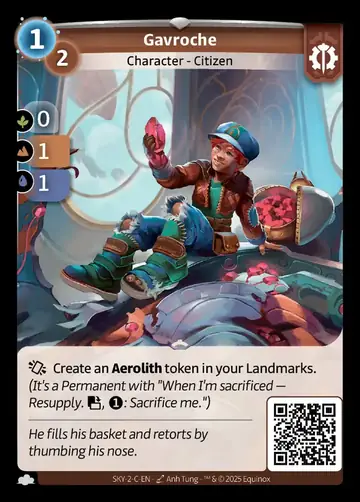 1
Gavroche
2
Character - Citizen
0
1
1
Create an Aerolith token in your Landmarks.
(It's a Permanent with "When I'm sacrificed —
Resupply. , 1: Sacrifice me.")
He fills his basket and retorts by
thumbing his nose.
SKY-2-C-EN - Anh Tung - ™ & © 2025 Equinox